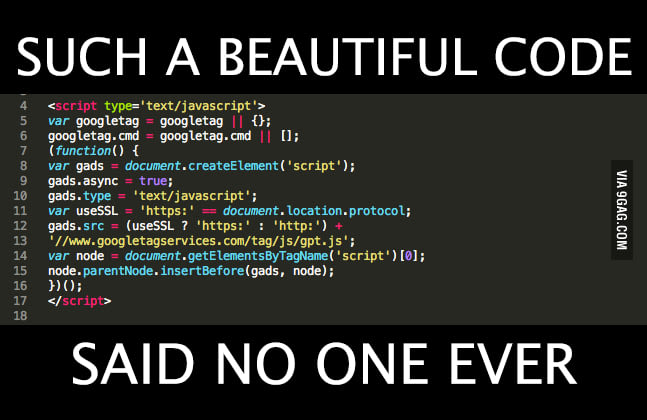 SUCH A BEAUTIFUL CODE
4 <script type='text/javascript'>
5 var googletag = googletag || {};
6 googletag.cmd = googletag.cmd || [];
7 (function() {
8 var gads = document.createElement('script');
9 gads.async = true;
10 gads.type = 'text/javascript';
11 var useSSL = 'https:' == document.location.protocol;
12 gads.src = (useSSL ? 'https:' : 'http:') +
13 '//www.googletagservices.com/tag/js/gpt.js';
14 var node = document.getElementsByTagName('script')[0];
15 node.parentNode.insertBefore(gads, node);
16 })();
17 </script>
18
VIA 9GAG.COM
SAID NO ONE EVER